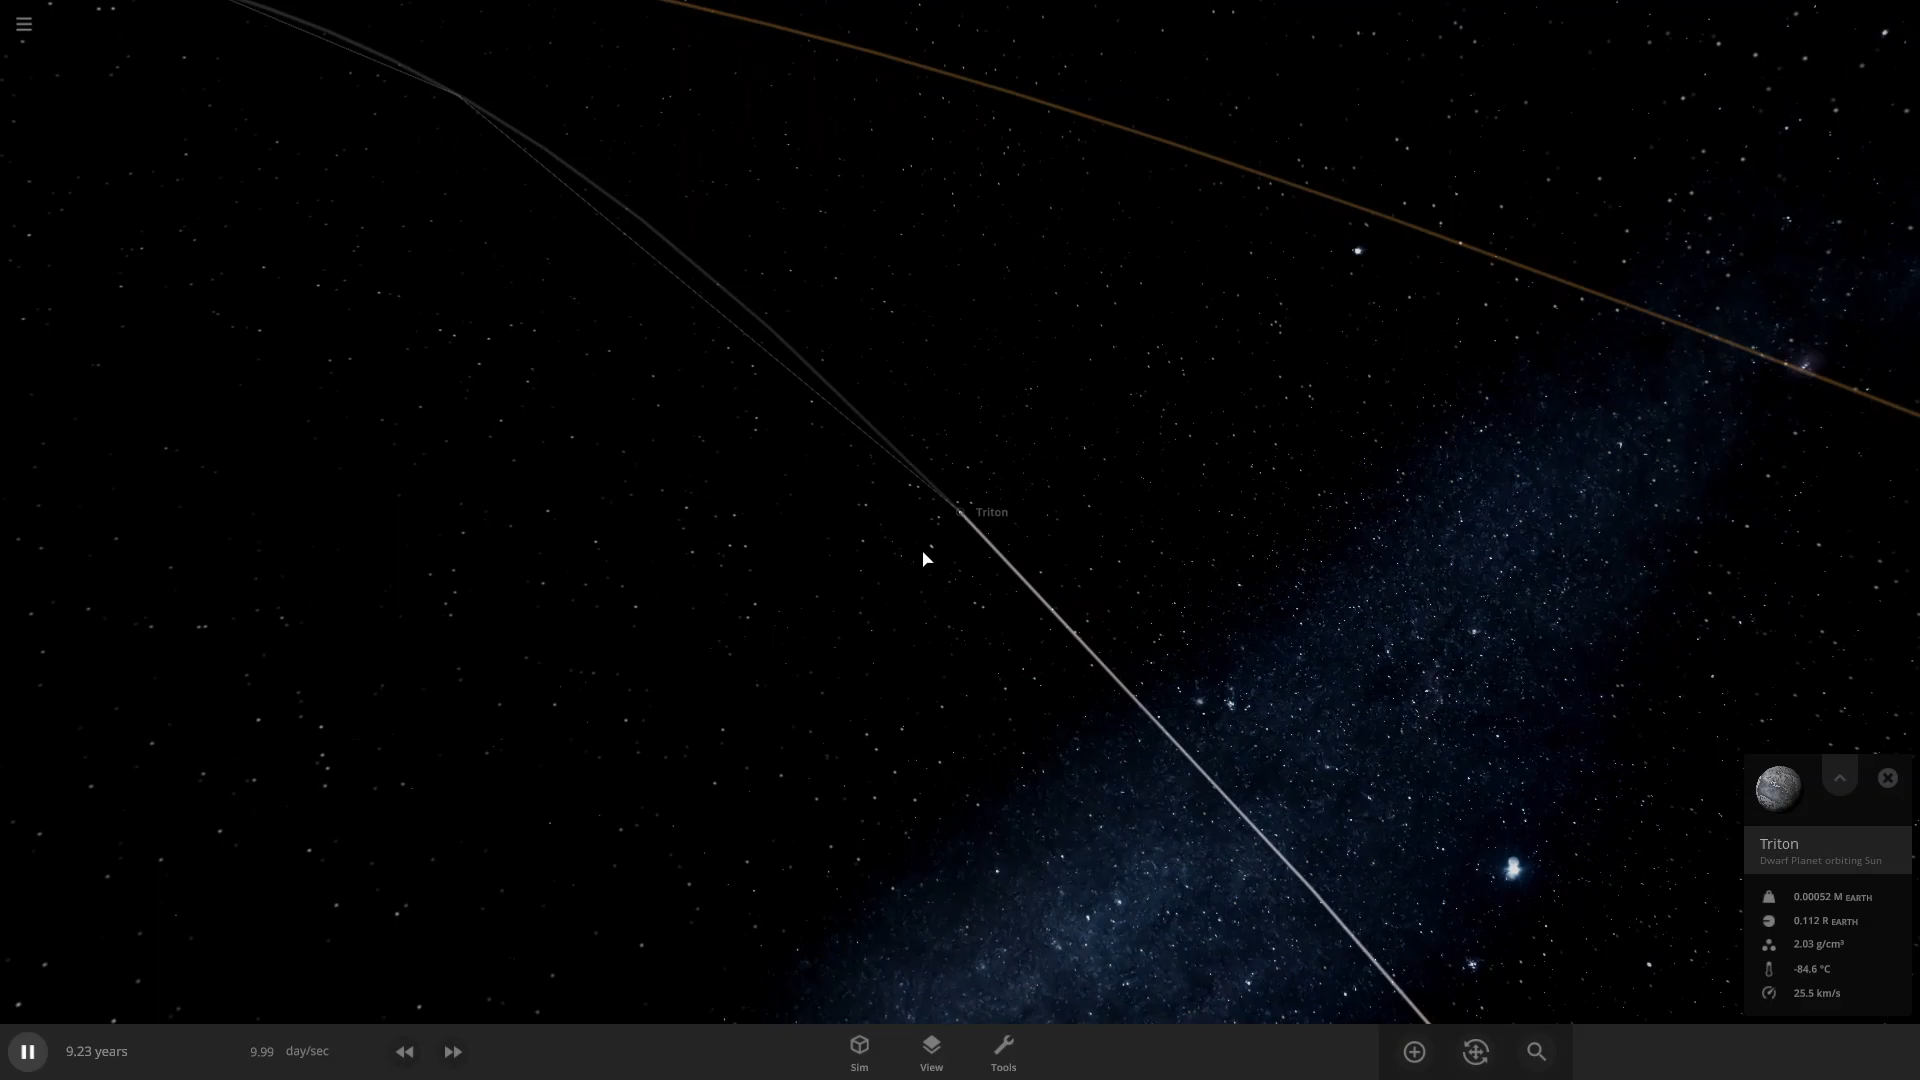 Triton
Triton
Dwarf Planet orbiting Sun
0.00052 M EARTH
0.112 R EARTH
2.03 g/cm³
-84.6 °C
25.5 km/s
9.23 years
9.99 day/sec
Sim
View
Tools